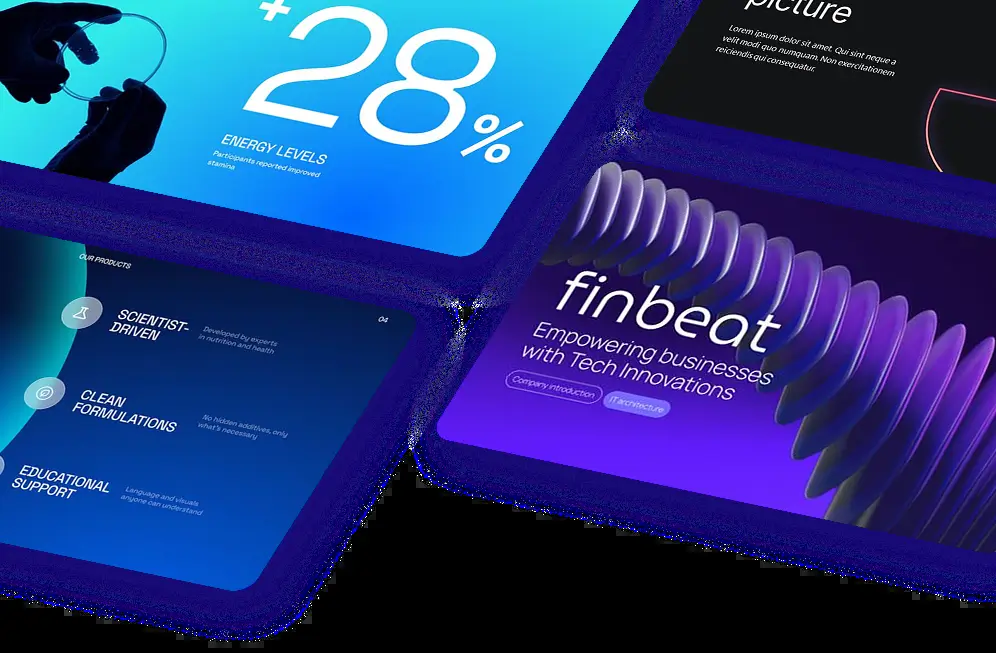 +28%
ENERGY LEVELS
Participants reported improved
stamina
picture
Lorem ipsum dolor sit amet. Qui sint neque a
velit modi quo numquam. Non exercitationem
reiciendis qui consequatur.
OUR PRODUCTS
04
SCIENTIST-
DRIVEN
Developed by experts
in nutrition and health
CLEAN
FORMULATIONS
No hidden additives, only
what's necessary
EDUCATIONAL
SUPPORT
Language and visuals
anyone can understand
finbeat
Empowering businesses
with Tech Innovations
Company introduction
IT architecture